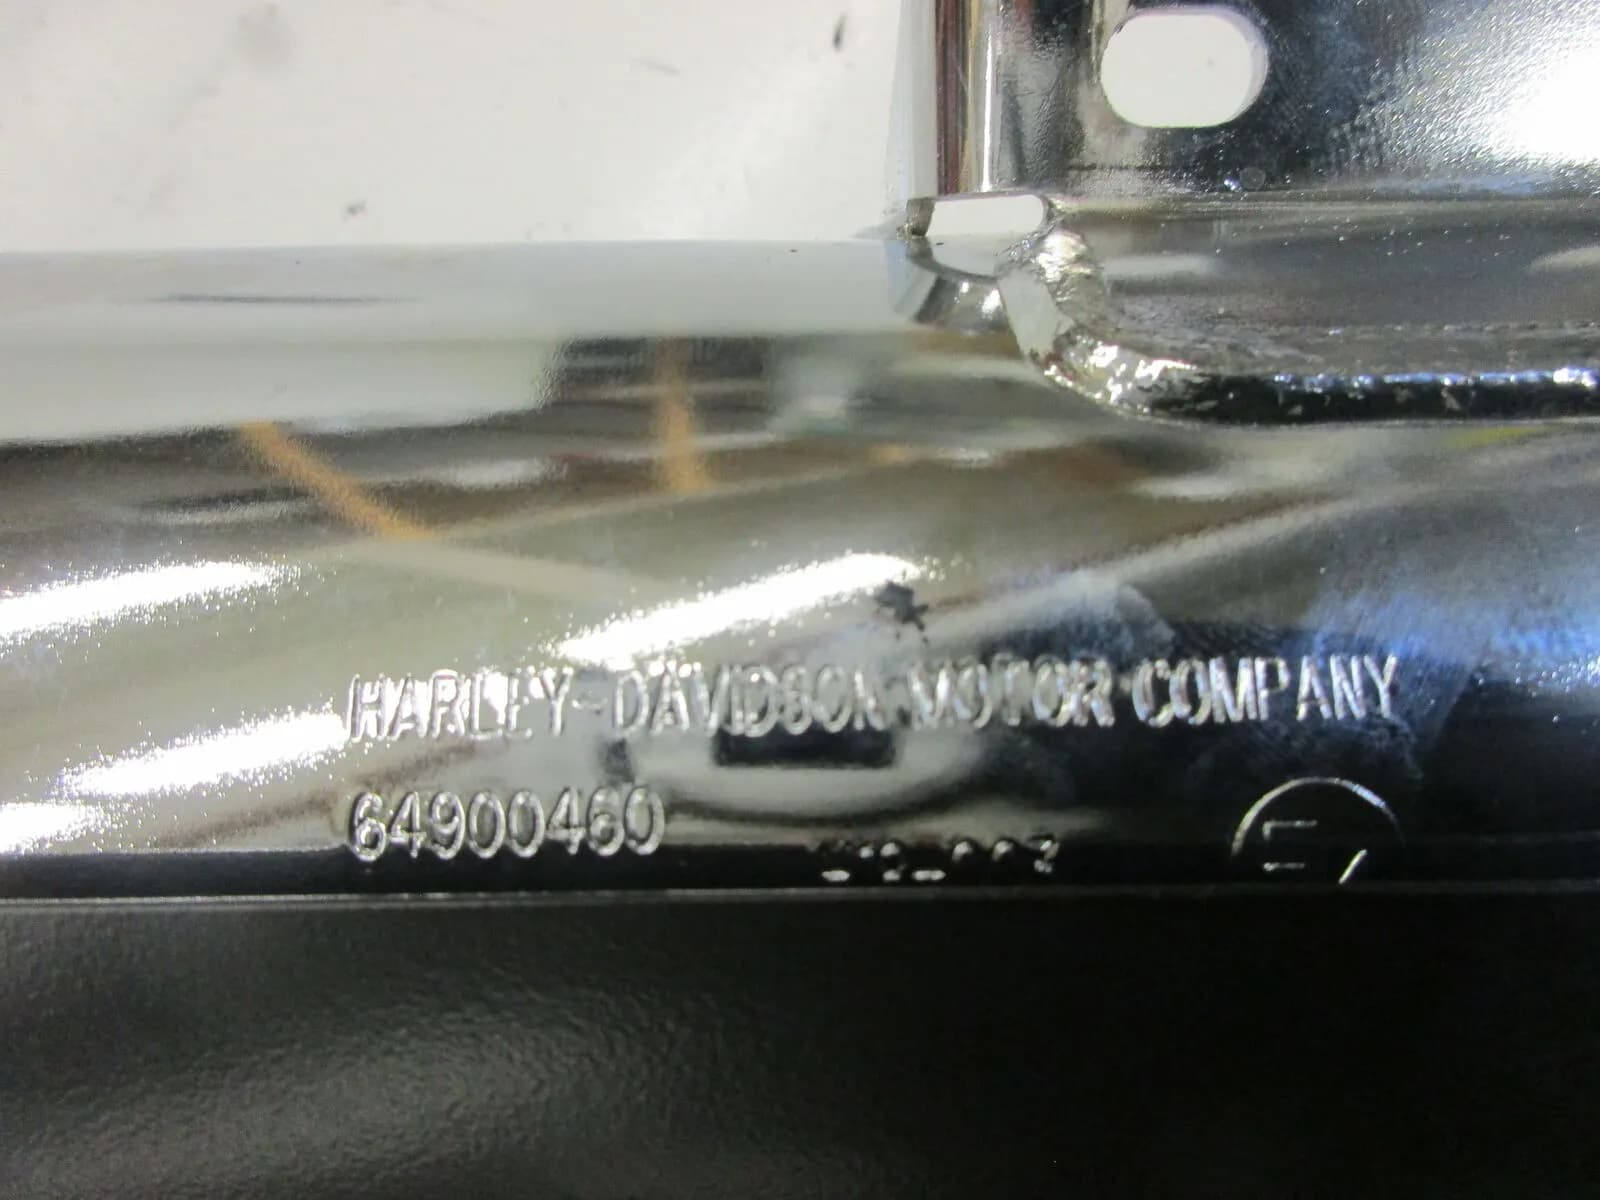 HARLEY-DAVIDSON MOTOR COMPANY
64900460